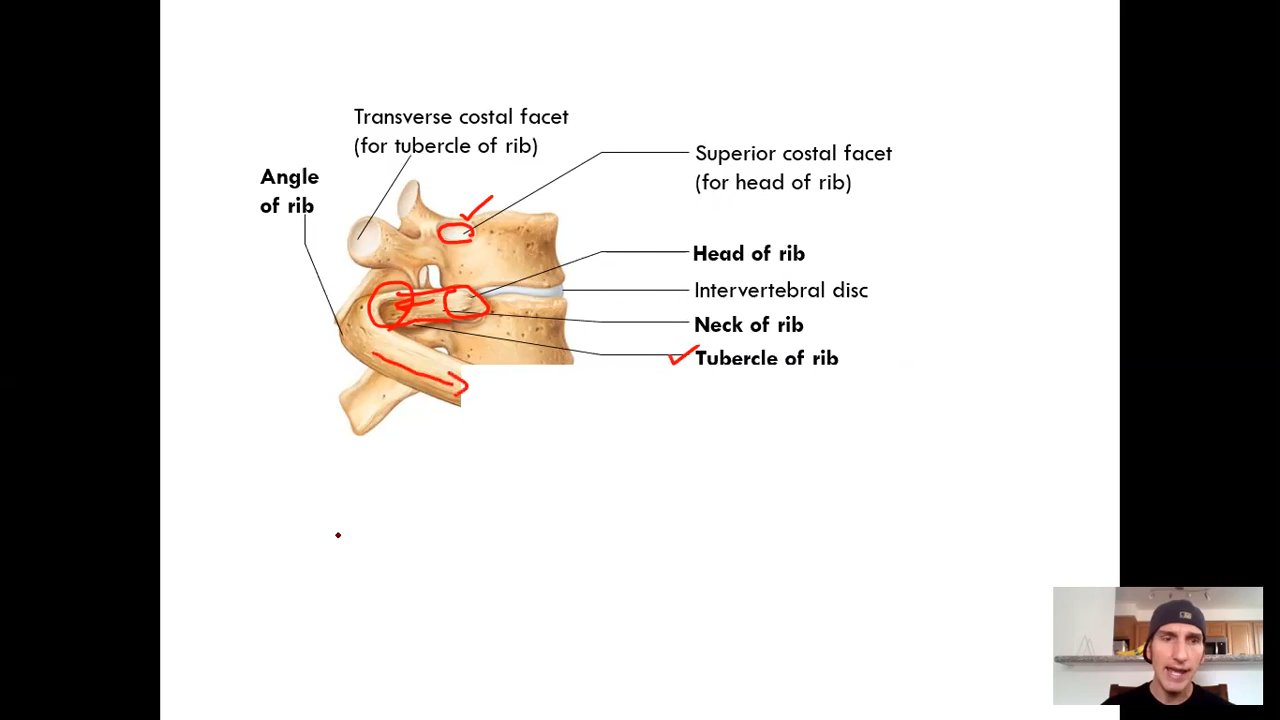 Transverse costal facet
(for tubercle of rib)
Superior costal facet
(for head of rib)
Angle
of rib
Head of rib
Intervertebral disc
Neck of rib
Tubercle of rib